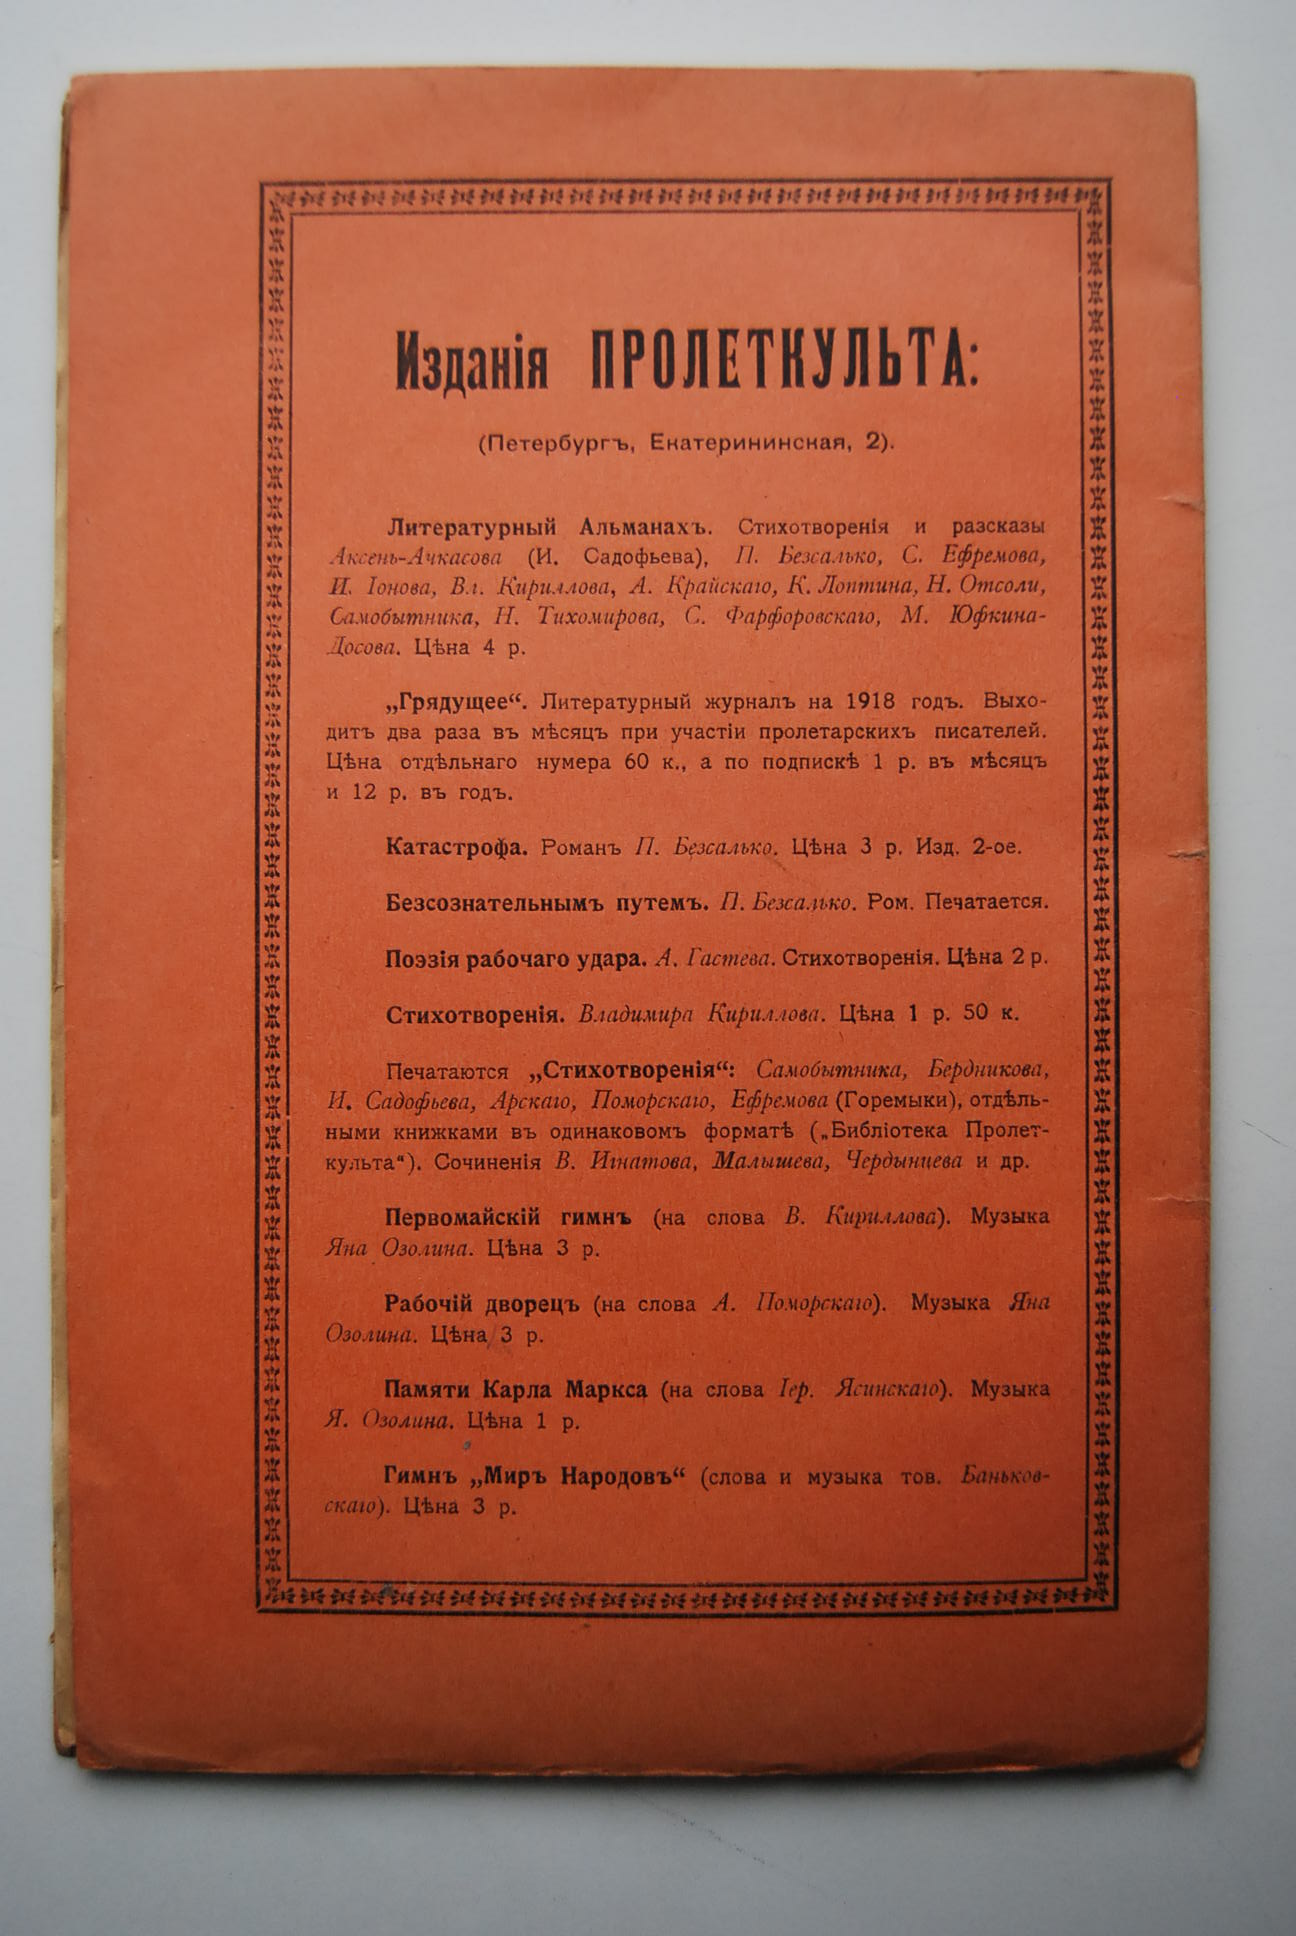 Изданія ПРОЛЕТКУЛЬТА:
(Петербургъ, Екатерининская, 2).
Литературный Альманахъ. Стихотворенія и разсказы
Аксень-Ачкасова (И. Садофьева), П. Безсалько, С. Ефремова,
И. Іонова, Вл. Кириллова, А. Крайскаго, К. Лоптина, Н. Отсоли,
Самобытника, Н. Тихомирова, С. Фарфоровскаго, М. Юфкина-
Досова. Цѣна 4 р.
„Грядущее“. Литературный журналъ на 1918 годъ. Выхо-
дитъ два раза въ мѣсяцъ при участіи пролетарскихъ писателей.
Цѣна отдѣльнаго нумера 60 к., а по подпискѣ 1 р. въ мѣсяцъ
и 12 р. въ годъ.
Катастрофа. Романъ П. Безсалько. Цѣна 3 р. Изд. 2-ое.
Безсознательнымъ путемъ. П. Безсалько. Ром. Печатается.
Поэзія рабочаго удара. А. Гастева. Стихотворенія. Цѣна 2 р.
Стихотворенія. Владимира Кириллова. Цѣна 1 р. 50 к.
Печатаются „Стихотворенія“: Самобытника, Бердникова,
И. Садофьева, Арскаго, Поморскаго, Ефремова (Горемыки), отдѣль-
ными книжками въ одинаковомъ форматѣ („Библіотека Пролет-
культа“). Сочиненія В. Игнатова, Малышева, Чердынцева и др.
Первомайскій гимнъ (на слова В. Кириллова). Музыка
Яна Озолина. Цѣна 3 р.
Рабочій дворецъ (на слова А. Поморскаго). Музыка Яна
Озолина. Цѣна 3 р.
Памяти Карла Маркса (на слова Іер. Ясинскаго). Музыка
Я. Озолина. Цѣна 1 р.
Гимнъ „Миръ Народовъ“ (слова и музыка тов. Баньков-
скаго). Цѣна 3 р.